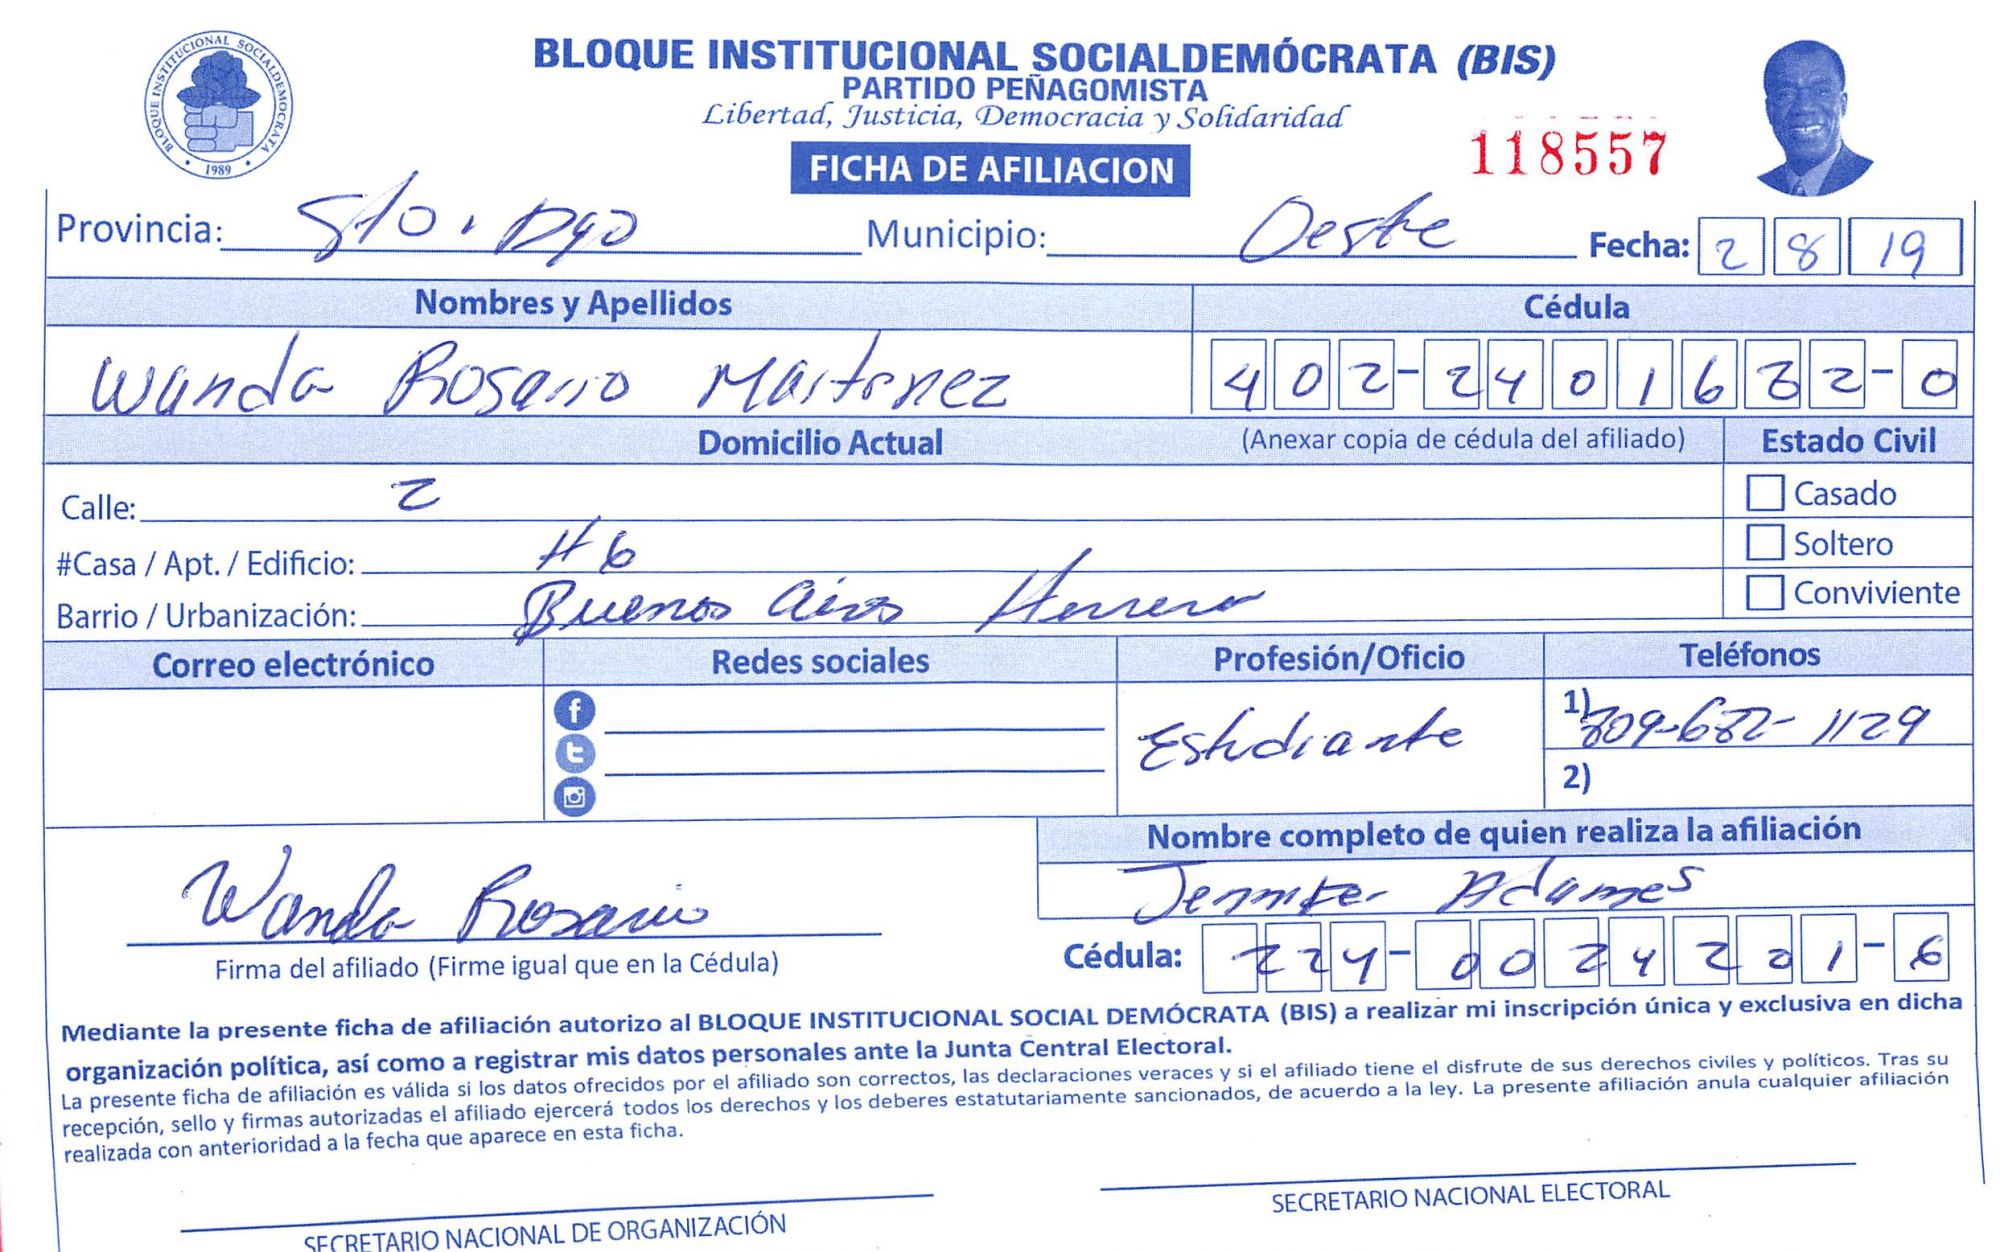 BLOQUE INSTITUCIONAL SOCIALDEMOCRATA
1989
BLOQUE INSTITUCIONAL SOCIALDEMÓCRATA (BIS)
PARTIDO PEÑAGOMISTA
Libertad, Justicia, Democracia y Solidaridad
FICHA DE AFILIACION
118557
Provincia: Sto. Dgo Municipio: Oeste Fecha: 2 8 19
Nombres y Apellidos Cédula
Wanda Rosario Martinez 402-2401632-0
Domicilio Actual (Anexar copia de cédula del afiliado) Estado Civil
Calle: 2 Casado
#Casa / Apt. / Edificio: #6 Soltero
Barrio / Urbanización: Buenos Aires Herrera Conviviente
Correo electrónico Redes sociales Profesión/Oficio Teléfonos
Estudiante 1) 809-682-1129
2)
Nombre completo de quien realiza la afiliación
Jennifer Adames
Wanda Rosario
Firma del afiliado (Firme igual que en la Cédula) Cédula: 224-0024201-6
Mediante la presente ficha de afiliación autorizo al BLOQUE INSTITUCIONAL SOCIAL DEMÓCRATA (BIS) a realizar mi inscripción única y exclusiva en dicha
organización política, así como a registrar mis datos personales ante la Junta Central Electoral.
La presente ficha de afiliación es válida si los datos ofrecidos por el afiliado son correctos, las declaraciones veraces y si el afiliado tiene el disfrute de sus derechos civiles y políticos. Tras su
recepción, sello y firmas autorizadas el afiliado ejercerá todos los derechos y los deberes estatutariamente sancionados, de acuerdo a la ley. La presente afiliación anula cualquier afiliación
realizada con anterioridad a la fecha que aparece en esta ficha.
SECRETARIO NACIONAL DE ORGANIZACIÓN SECRETARIO NACIONAL ELECTORAL